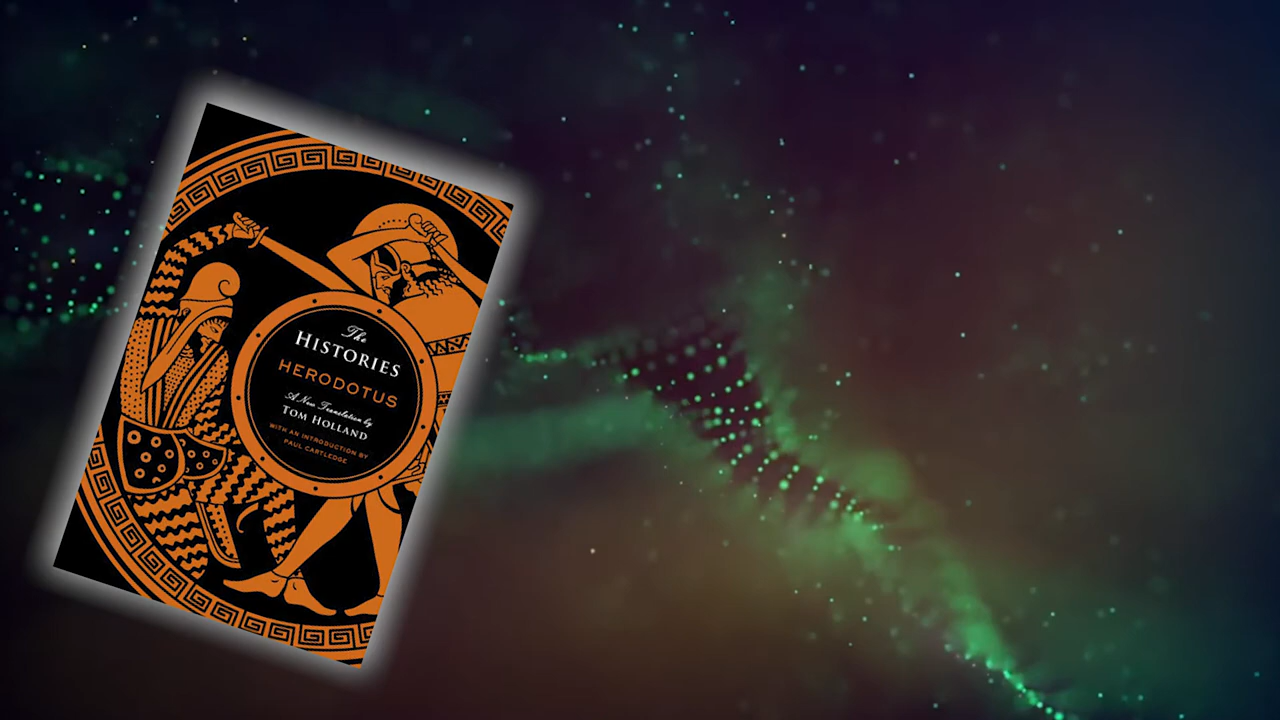 The
HISTORIES
HERODOTUS
A New Translation by
TOM HOLLAND
WITH AN INTRODUCTION BY
PAUL CARTLEDGE